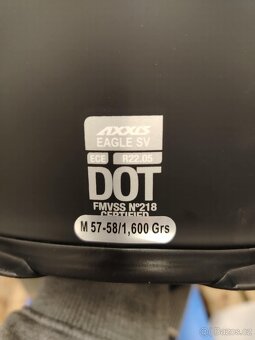 AXXIS
EAGLE SV
ECE R22.05
DOT
FMVSS Nº218
CERTIFIED
M 57-58/1,600 Grs